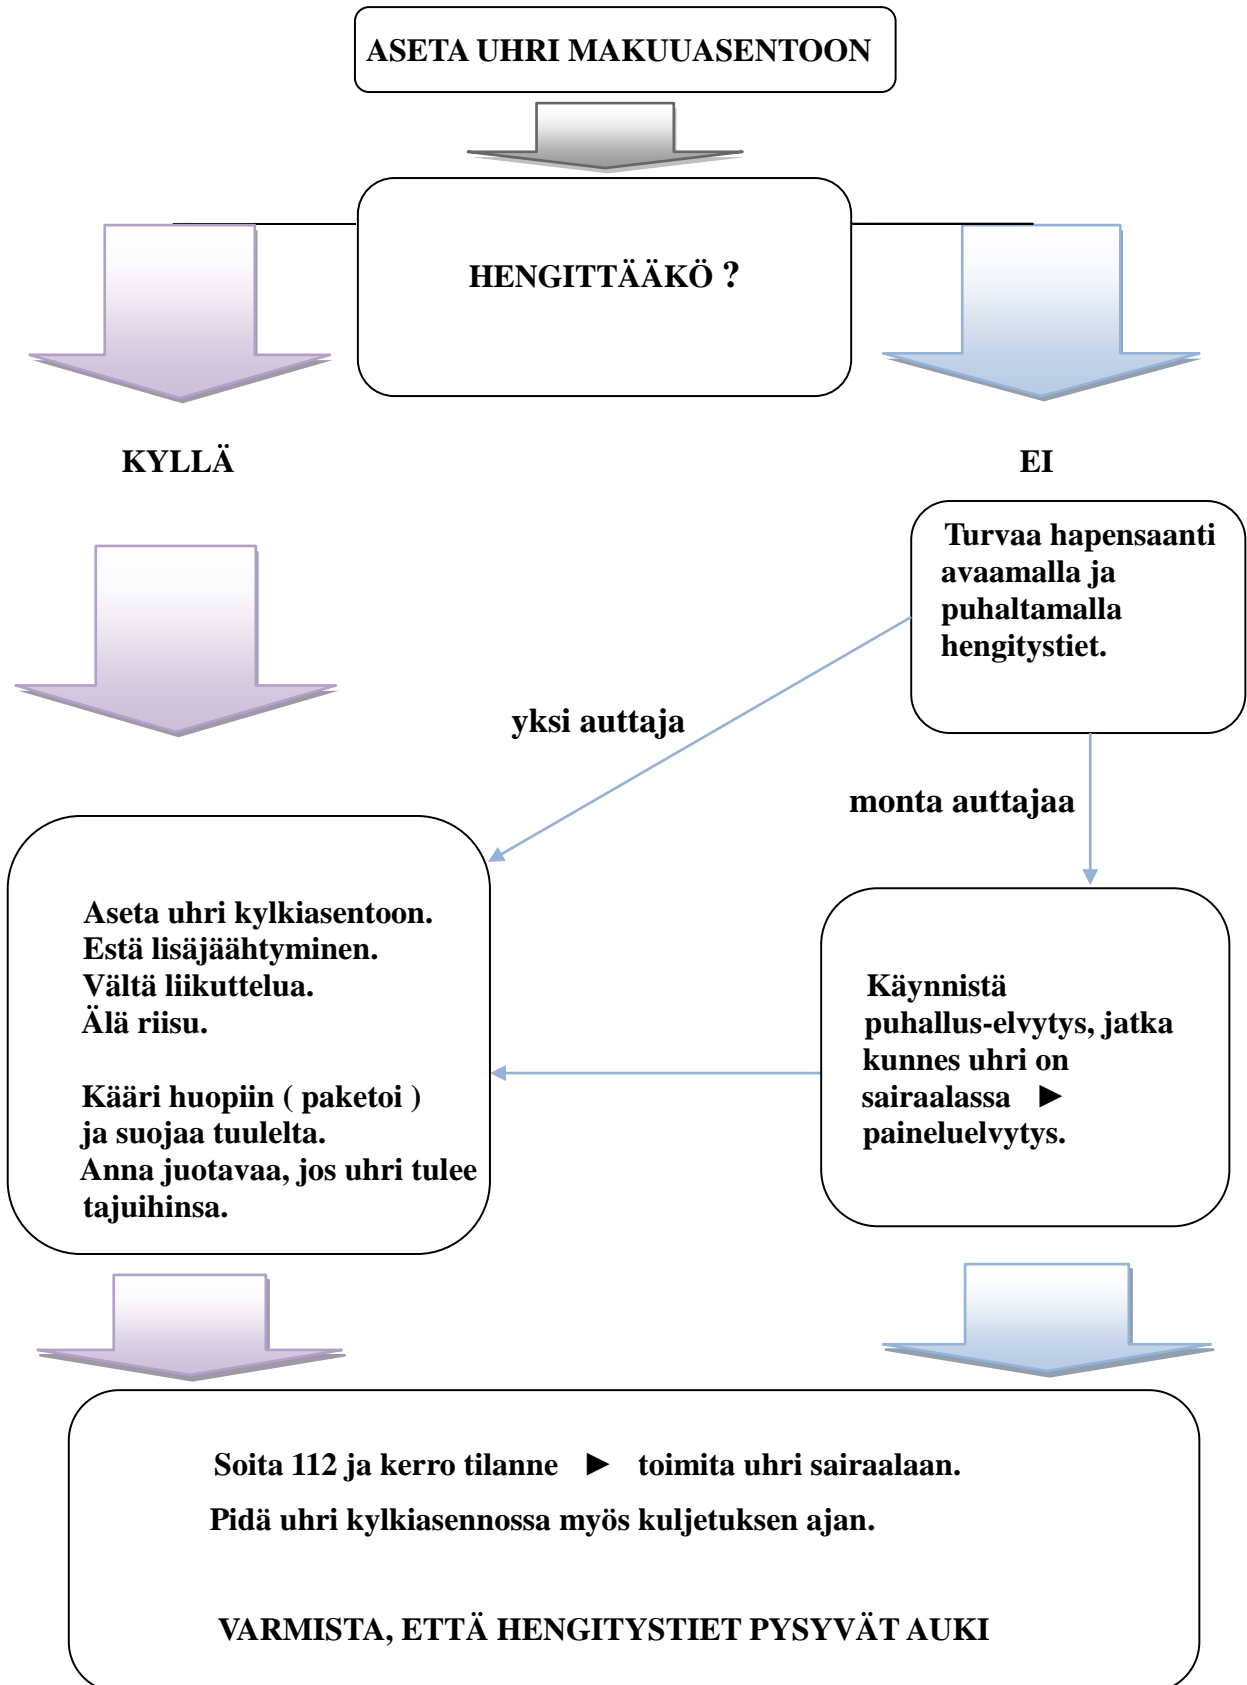 ASETA UHRI MAKUUASENTOON
HENGITTÄÄKÖ ?
KYLLÄ
EI
Turvaa hapensaanti
avaamalla ja
puhaltamalla
hengitystiet.
yksi auttaja
monta auttajaa
Aseta uhri kylkiasentoon.
Estä lisäjäähtyminen.
Vältä liikuttelua.
Älä riisu.
Kääri huopiin ( paketoi )
ja suojaa tuulelta.
Anna juotavaa, jos uhri tulee
tajuihinsa.
Käynnistä
puhallus-elvytys, jatka
kunnes uhri on
sairaalassa ►
paineluelvytys.
Soita 112 ja kerro tilanne ► toimita uhri sairaalaan.
Pidä uhri kylkiasennossa myös kuljetuksen ajan.
VARMISTA, ETTÄ HENGITYSTIET PYSYVÄT AUKI